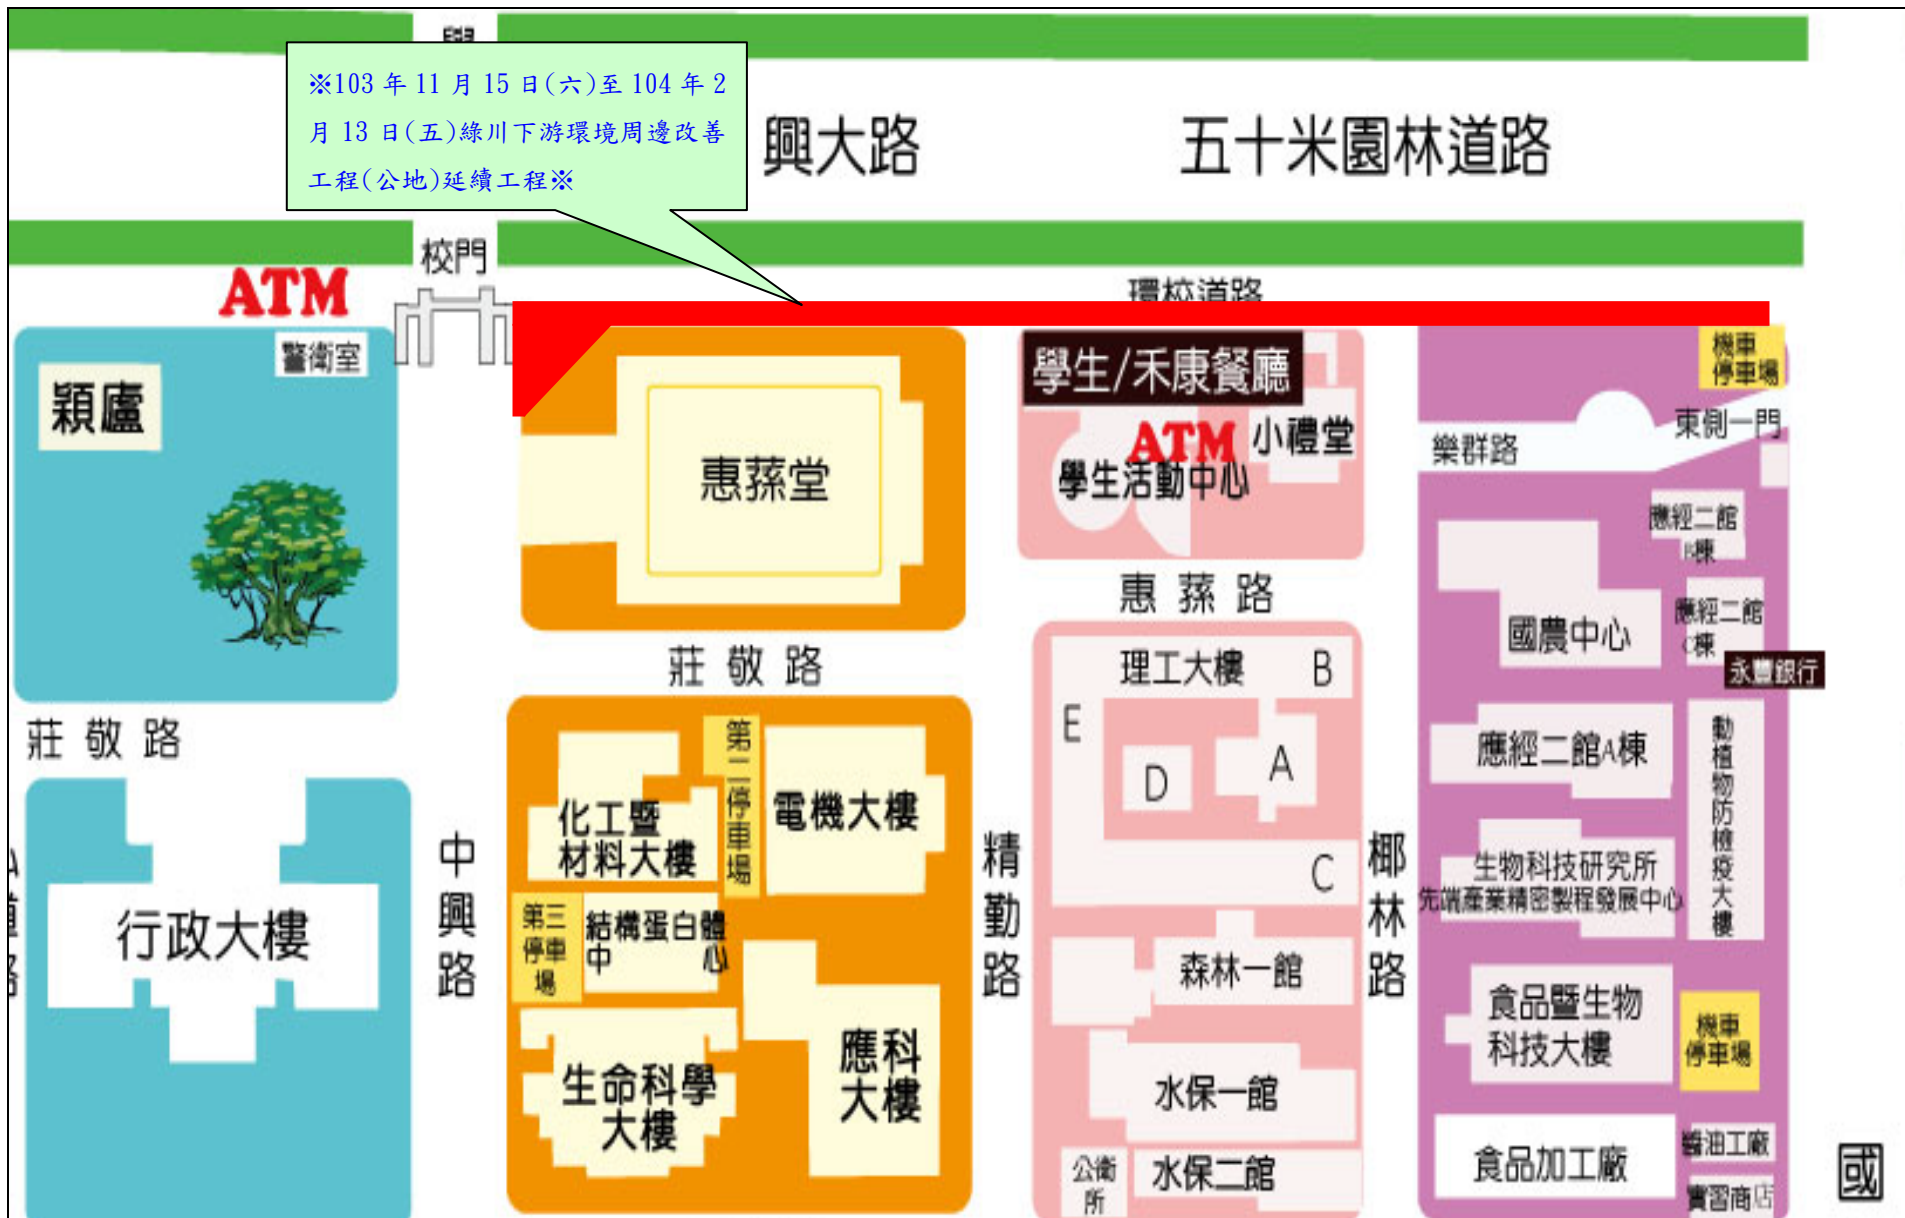 ※103年11月15日(六)至104年2
月13日(五)綠川下游環境周邊改善
工程(公地)延續工程※
興大路
五十米園林道路
校門
ATM
環校道路
警衛室
穎廬
惠蓀堂
學生/禾康餐廳
ATM
小禮堂
學生活動中心
機車
停車場
東側一門
樂群路
應經二館
B棟
惠蓀路
國農中心
應經二館
C棟
永豐銀行
莊敬路
莊敬路
理工大樓
A
B
C
D
E
第二停車場
化工暨
材料大樓
電機大樓
應經二館A棟
動植物防檢疫大樓
中興路
精勤路
椰林路
生物科技研究所
先端產業精密製程發展中心
行政大樓
第三
停車
場
結構蛋白體
中心
森林一館
食品暨生物
科技大樓
機車
停車場
生命科學
大樓
應科
大樓
水保一館
公衛
所
水保二館
食品加工廠
醬油工廠
實習商店
道路
國